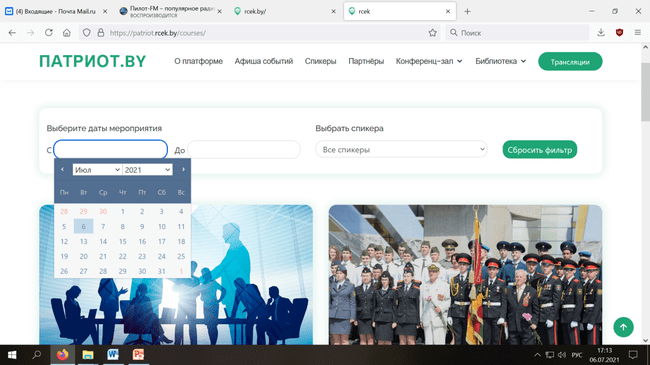 (4) Входящие - Почта Mail.ru
Пилот-FM – популярное ради
ВОСПРОИЗВОДИТСЯ
rcek.by/
rcek
https://patriot.rcek.by/courses/
Поиск
ПАТРИОТ.BY
О платформе
Афиша событий
Спикеры
Партнёры
Конференц-зал
Библиотека
Трансляции
Выберите даты мероприятия
Выбрать спикера
С
До
Все спикеры
Сбросить фильтр
Июл 2021
Пн Вт Ср Чт Пт Сб Вс
28 29 30 1 2 3 4
5 6 7 8 9 10 11
12 13 14 15 16 17 18
19 20 21 22 23 24 25
26 27 28 29 30 31 1
РУС
17:13
06.07.2021